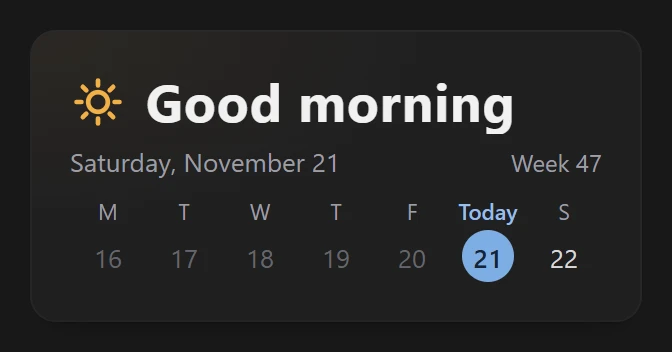 Good morning
Saturday, November 21 Week 47
M T W T F Today S
16 17 18 19 20 21 22